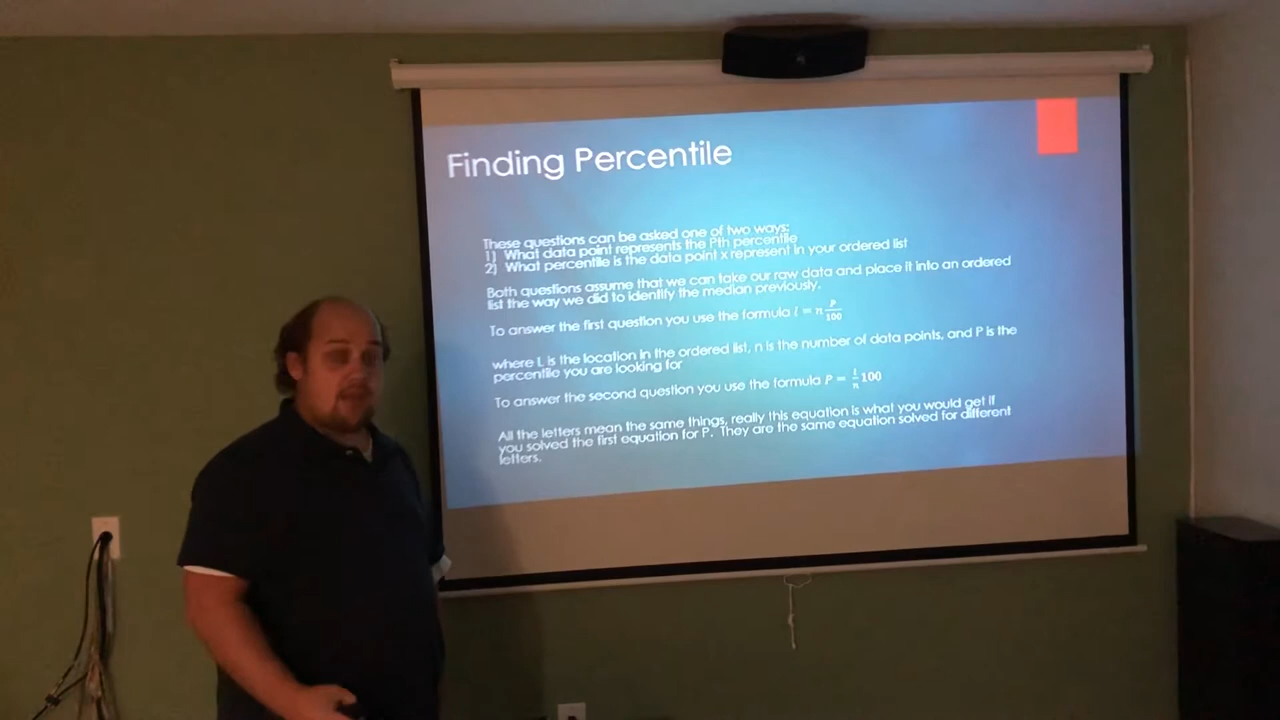 Finding Percentile
These questions can be asked one of two ways:
1) What data point represents the Pth percentile
2) What percentile is the data point x represent in your ordered list
Both questions assume that we can take our raw data and place it into an ordered
list the way we did to identify the median previously.
To answer the first question you use the formula l = n P/100
where L is the location in the ordered list, n is the number of data points, and P is the
percentile you are looking for
To answer the second question you use the formula P = l/n 100
All the letters mean the same things, really this equation is what you would get if
you solved the first equation for P. They are the same equation solved for different
letters.